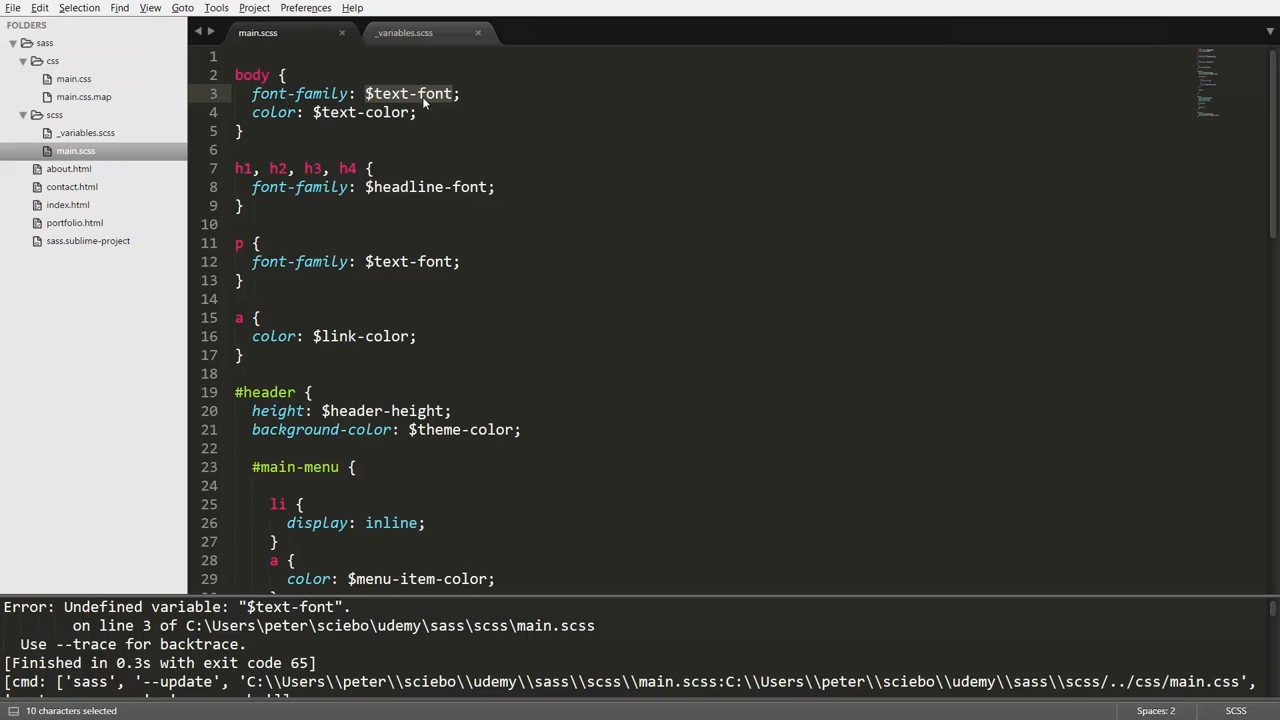 File Edit Selection Find View Goto Tools Project Preferences Help
FOLDERS
sass
css
main.css
main.css.map
scss
_variables.scss
main.scss
about.html
contact.html
index.html
portfolio.html
sass.sublime-project
main.scss × _variables.scss ×
1
2 body {
3 font-family: $text-font;
4 color: $text-color;
5 }
6
7 h1, h2, h3, h4 {
8 font-family: $headline-font;
9 }
10
11 p {
12 font-family: $text-font;
13 }
14
15 a {
16 color: $link-color;
17 }
18
19 #header {
20 height: $header-height;
21 background-color: $theme-color;
22
23 #main-menu {
24
25 li {
26 display: inline;
27 }
28 a {
29 color: $menu-item-color;
Error: Undefined variable: "$text-font".
on line 3 of C:\Users\peter\sciebo\udemy\sass\scss\main.scss
Use --trace for backtrace.
[Finished in 0.3s with exit code 65]
[cmd: ['sass', '--update', 'C:\\Users\\peter\\sciebo\\udemy\\sass\\scss\\main.scss:C:\\Users\\peter\\sciebo\\udemy\\sass\\scss/../css/main.css',
10 characters selected Spaces: 2 SCSS